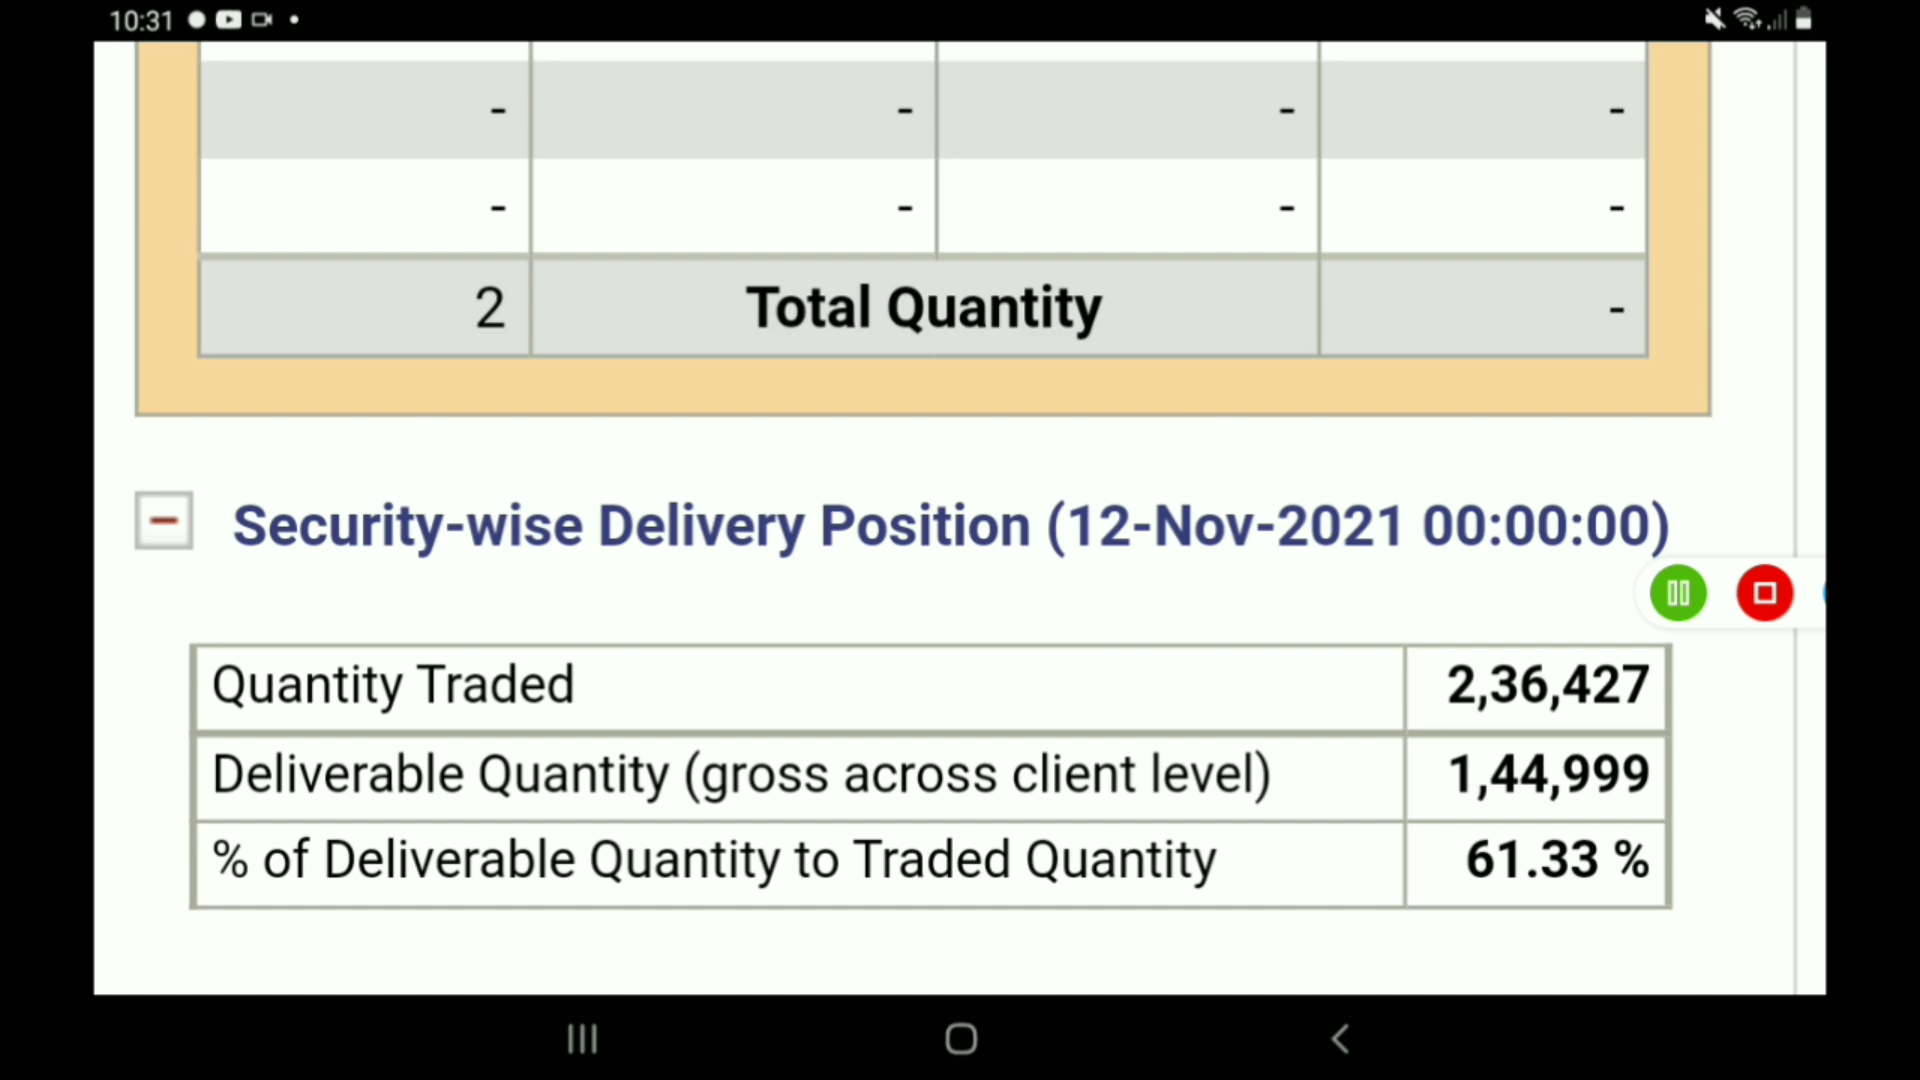 10:31
- - - -
- - - -
2 Total Quantity -
Security-wise Delivery Position (12-Nov-2021 00:00:00)
Quantity Traded 2,36,427
Deliverable Quantity (gross across client level) 1,44,999
% of Deliverable Quantity to Traded Quantity 61.33 %